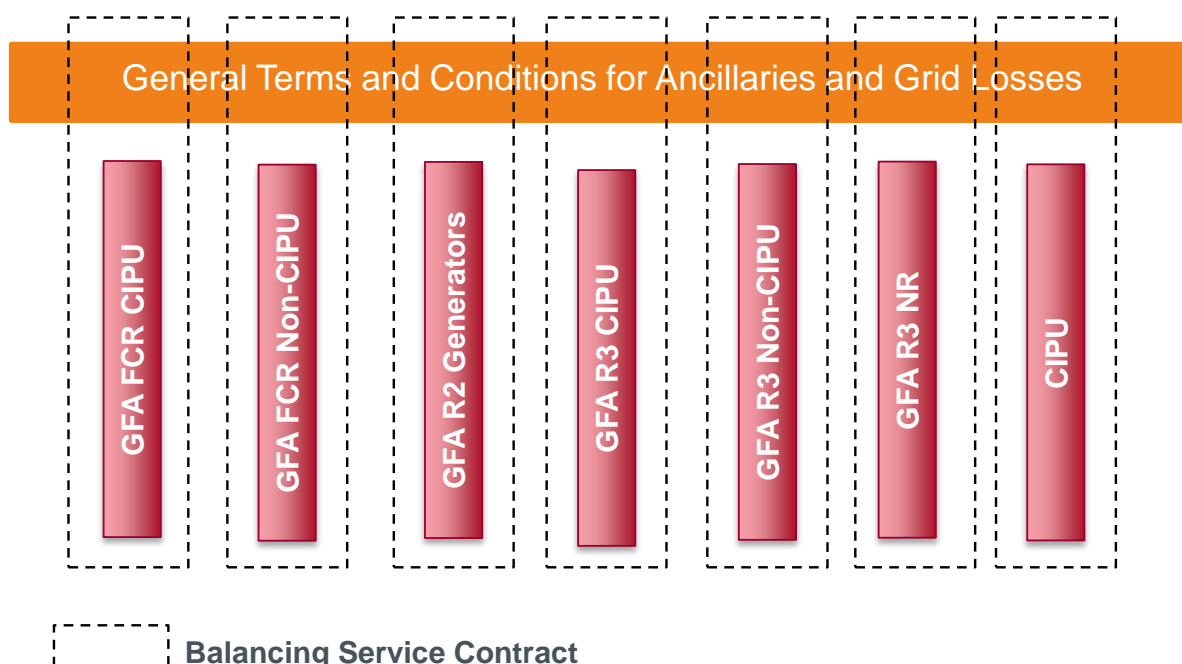 General Terms and Conditions for Ancillaries and Grid Losses
GFA FCR CIPU
GFA FCR Non-CIPU
GFA R2 Generators
GFA R3 CIPU
GFA R3 Non-CIPU
GFA R3 NR
CIPU
Balancing Service Contract